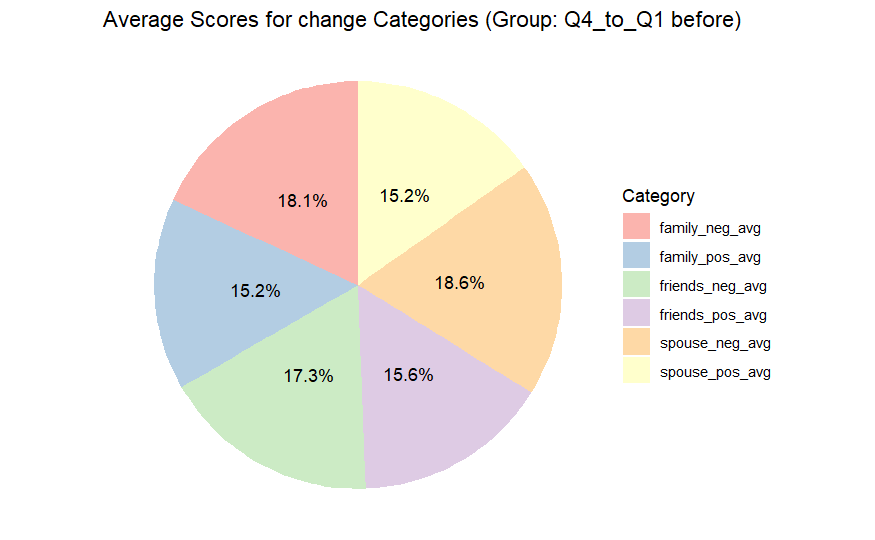 Average Scores for change Categories (Group: Q4_to_Q1 before)
18.1%
15.2%
15.2%
18.6%
17.3%
15.6%
Category
family_neg_avg
family_pos_avg
friends_neg_avg
friends_pos_avg
spouse_neg_avg
spouse_pos_avg